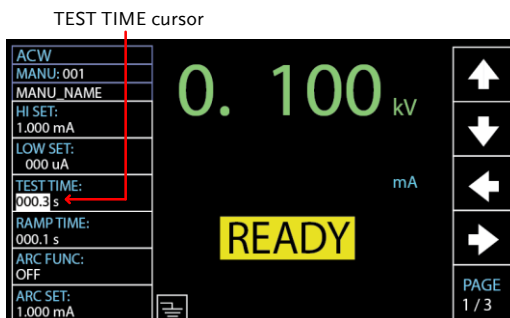 TEST TIME cursor
ACW
MANU: 001
MANU_NAME
HI SET:
1.000 mA
LOW SET:
000 uA
TEST TIME:
000.3 s
RAMP TIME:
000.1 s
ARC FUNC:
OFF
ARC SET:
1.000 mA
0. 100 kV
mA
READY
PAGE
1 / 3